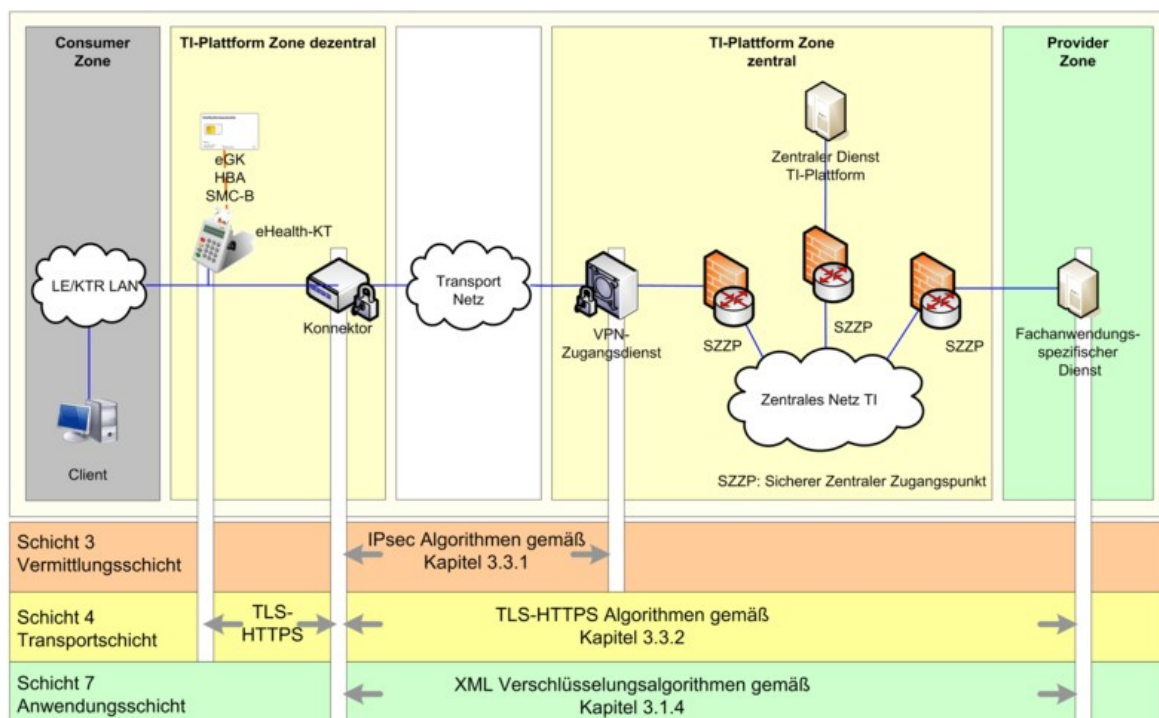 Consumer
Zone
TI-Plattform Zone dezentral
TI-Plattform Zone
zentral
Provider
Zone
eGK
HBA
SMC-B
eHealth-KT
LE/KTR LAN
Konnektor
Client
Transport
Netz
VPN-
Zugangsdienst
Zentraler Dienst
TI-Plattform
SZZP
SZZP
SZZP
Zentrales Netz TI
SZZP: Sicherer Zentraler Zugangspunkt
Fachanwendungs-
spezifischer
Dienst
Schicht 3
Vermittlungsschicht
IPsec Algorithmen gemäß
Kapitel 3.3.1
Schicht 4
Transportschicht
TLS-
HTTPS
TLS-HTTPS Algorithmen gemäß
Kapitel 3.3.2
Schicht 7
Anwendungsschicht
XML Verschlüsselungsalgorithmen gemäß
Kapitel 3.1.4